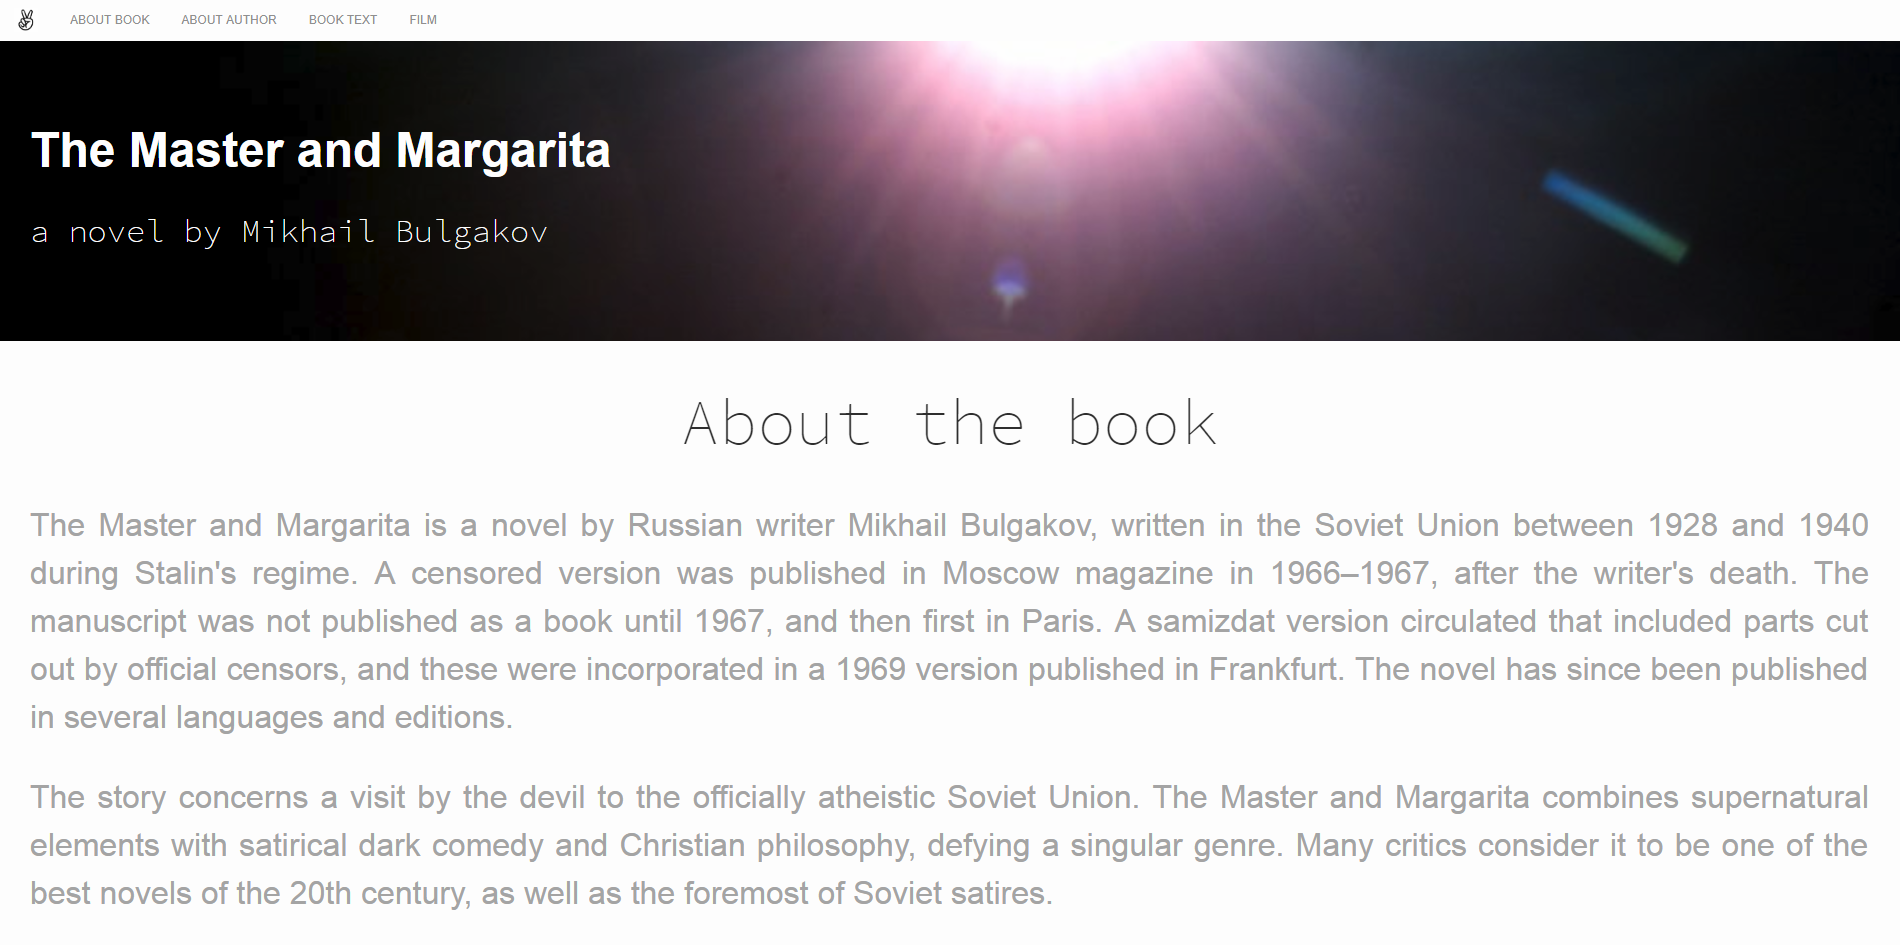 ABOUT BOOK ABOUT AUTHOR BOOK TEXT FILM
The Master and Margarita
a novel by Mikhail Bulgakov
About the book
The Master and Margarita is a novel by Russian writer Mikhail Bulgakov, written in the Soviet Union between 1928 and 1940
during Stalin's regime. A censored version was published in Moscow magazine in 1966–1967, after the writer's death. The
manuscript was not published as a book until 1967, and then first in Paris. A samizdat version circulated that included parts cut
out by official censors, and these were incorporated in a 1969 version published in Frankfurt. The novel has since been published
in several languages and editions.
The story concerns a visit by the devil to the officially atheistic Soviet Union. The Master and Margarita combines supernatural
elements with satirical dark comedy and Christian philosophy, defying a singular genre. Many critics consider it to be one of the
best novels of the 20th century, as well as the foremost of Soviet satires.